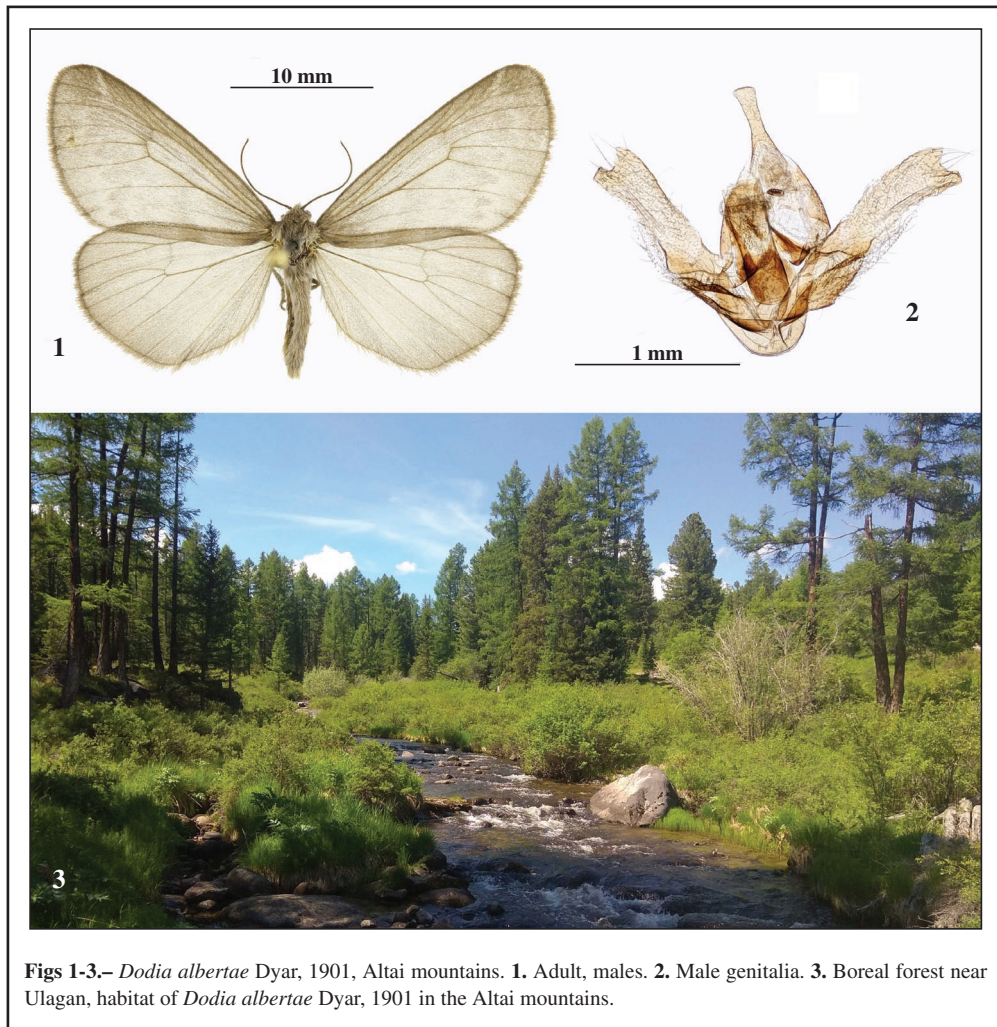 10 mm
1
2
1 mm
3
Figs 1-3.– Dodia albertae Dyar, 1901, Altai mountains. 1. Adult, males. 2. Male genitalia. 3. Boreal forest near
Ulagan, habitat of Dodia albertae Dyar, 1901 in the Altai mountains.